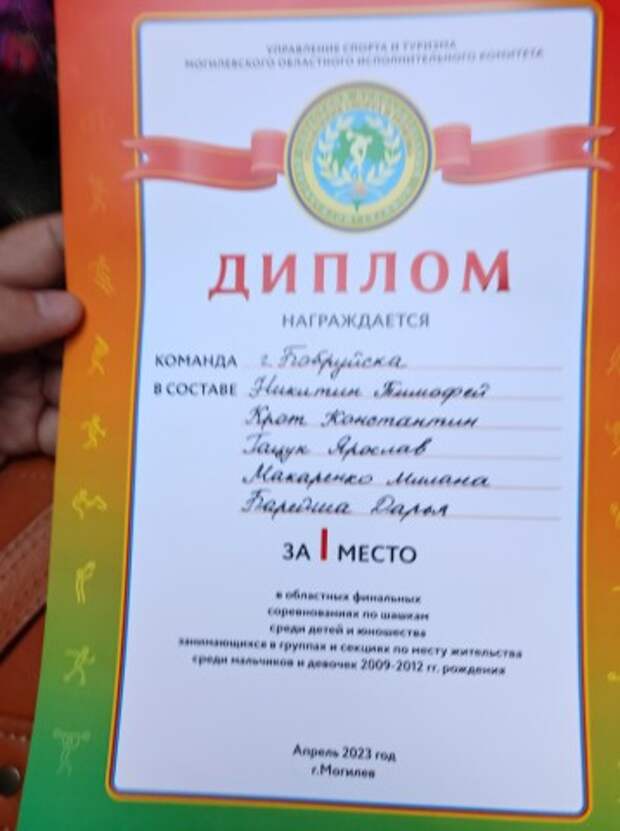 УПРАВЛЕНИЕ СПОРТА И ТУРИЗМА
МОГИЛЕВСКОГО ОБЛАСТНОГО ИСПОЛНИТЕЛЬНОГО КОМИТЕТА
ДИПЛОМ
НАГРАЖДАЕТСЯ
КОМАНДА г. Бобруйска
В СОСТАВЕ Никитин Тимофей
Крот Константин
Гацук Ярослав
Макаренко Милана
Дарья
ЗА I МЕСТО
в областных финальных
соревнованиях по шашкам
среди детей и юношества
занимающихся в группах и секциях по месту жительства
среди мальчиков и девочек 2009-2012 гг. рождения
Апрель 2023 год
г.Могилев